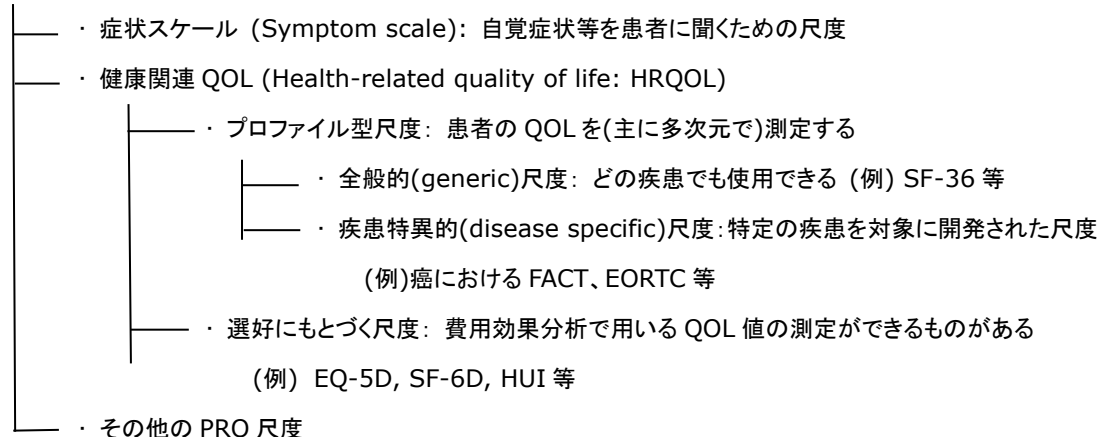 · 症状スケール (Symptom scale): 自覚症状等を患者に聞くための尺度
· 健康関連 QOL (Health-related quality of life: HRQOL)
· プロファイル型尺度： 患者の QOL を(主に多次元で)測定する
· 全般的(generic)尺度： どの疾患でも使用できる (例) SF-36 等
· 疾患特異的(disease specific)尺度：特定の疾患を対象に開発された尺度
(例)癌における FACT、EORTC 等
· 選好にもとづく尺度： 費用効果分析で用いる QOL 値の測定ができるものがある
(例) EQ-5D, SF-6D, HUI 等
· その他の PRO 尺度